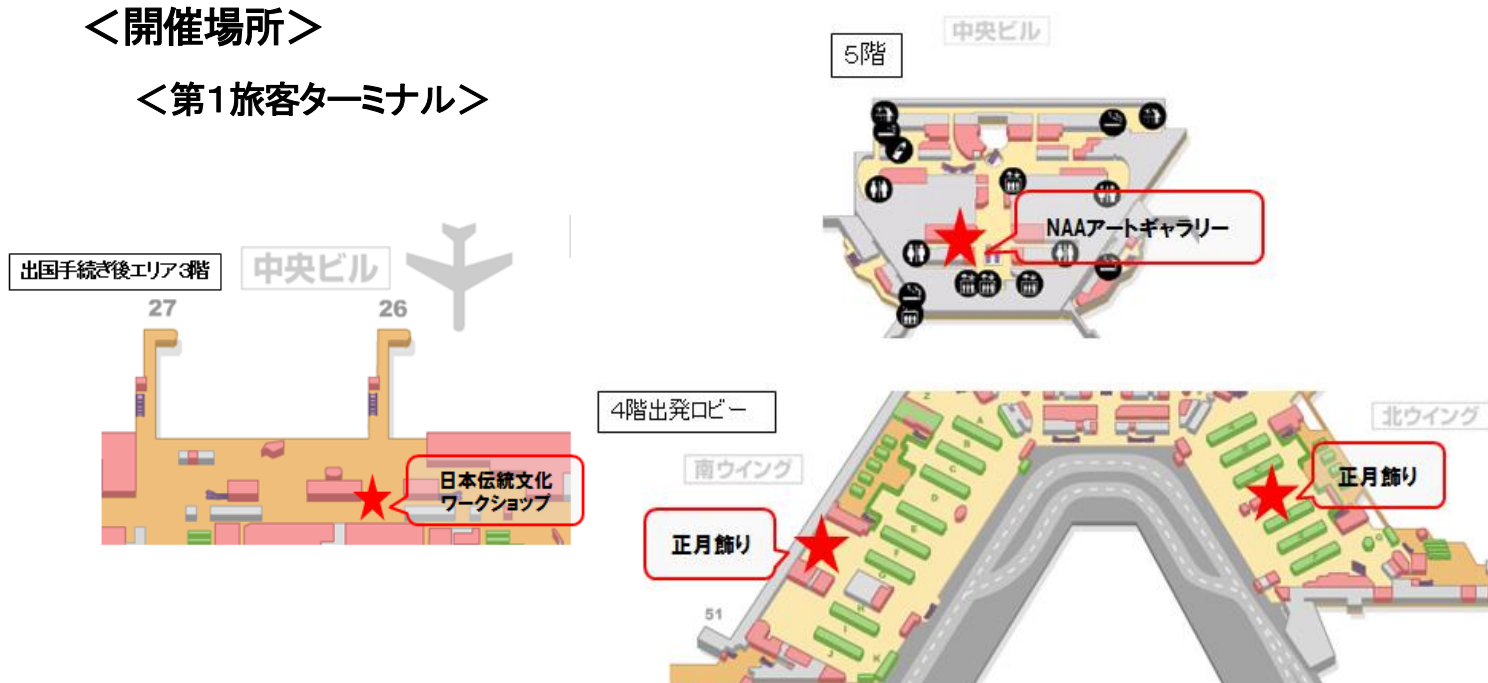 ＜開催場所＞
＜第１旅客ターミナル＞
中央ビル
5階
NAAアートギャラリー
出国手続き後エリア3階
中央ビル
27
26
日本伝統文化
ワークショップ
4階出発ロビー
北ウイング
南ウイング
正月飾り
正月飾り
51
Z
A
B
C
D
E
F
G
H
I
J
K